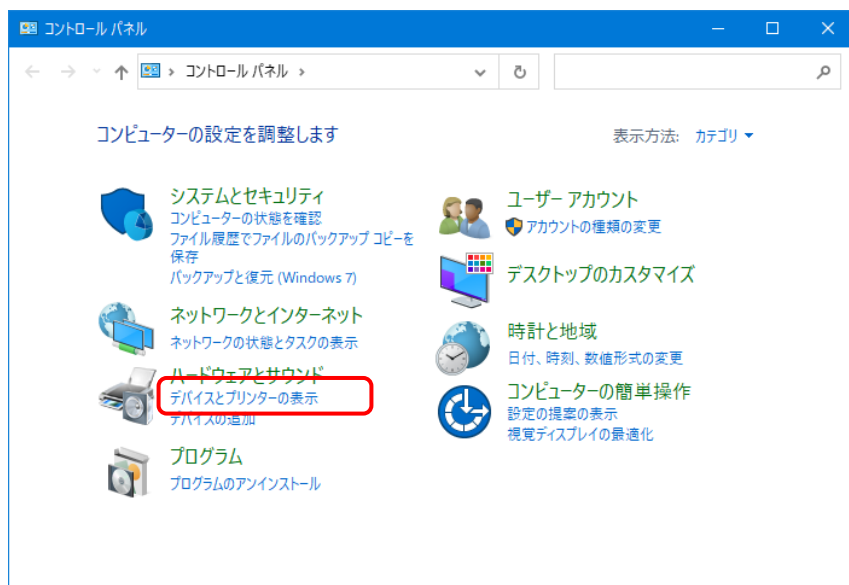 コントロール パネル
コントロール パネル
コンピューターの設定を調整します
表示方法: カテゴリ
システムとセキュリティ
コンピューターの状態を確認
ファイル履歴でファイルのバックアップ コピーを
保存
バックアップと復元 (Windows 7)
ネットワークとインターネット
ネットワークの状態とタスクの表示
ハードウェアとサウンド
デバイスとプリンターの表示
デバイスの追加
プログラム
プログラムのアンインストール
ユーザー アカウント
アカウントの種類の変更
デスクトップのカスタマイズ
時計と地域
日付、時刻、数値形式の変更
コンピューターの簡単操作
設定の提案の表示
視覚ディスプレイの最適化